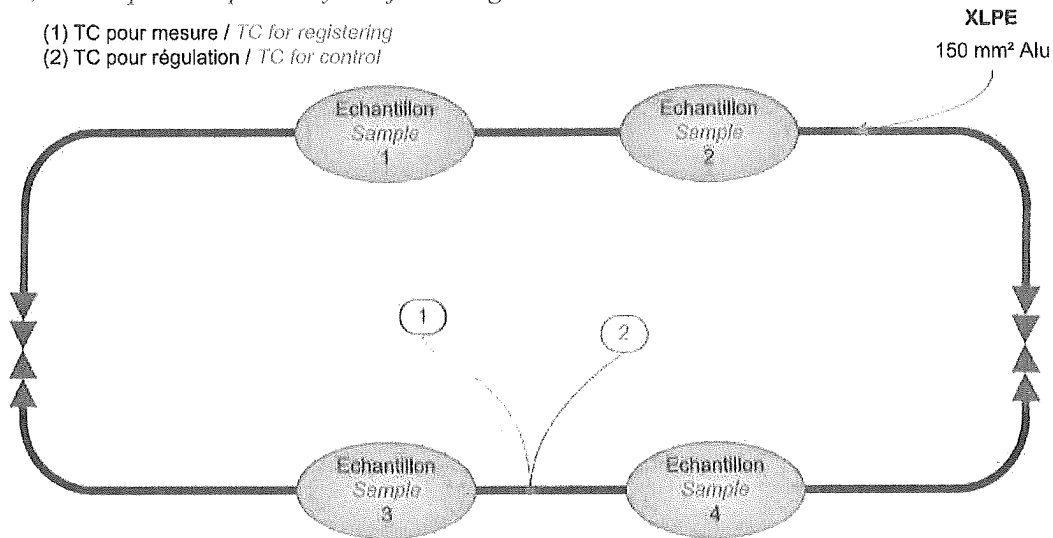 (1) TC pour mesure / TC for registering
(2) TC pour régulation / TC for control
XLPE
150 mm² Alu
Echantillon
Sample
1
Echantillon
Sample
2
1
2
Echantillon
Sample
3
Echantillon
Sample
4